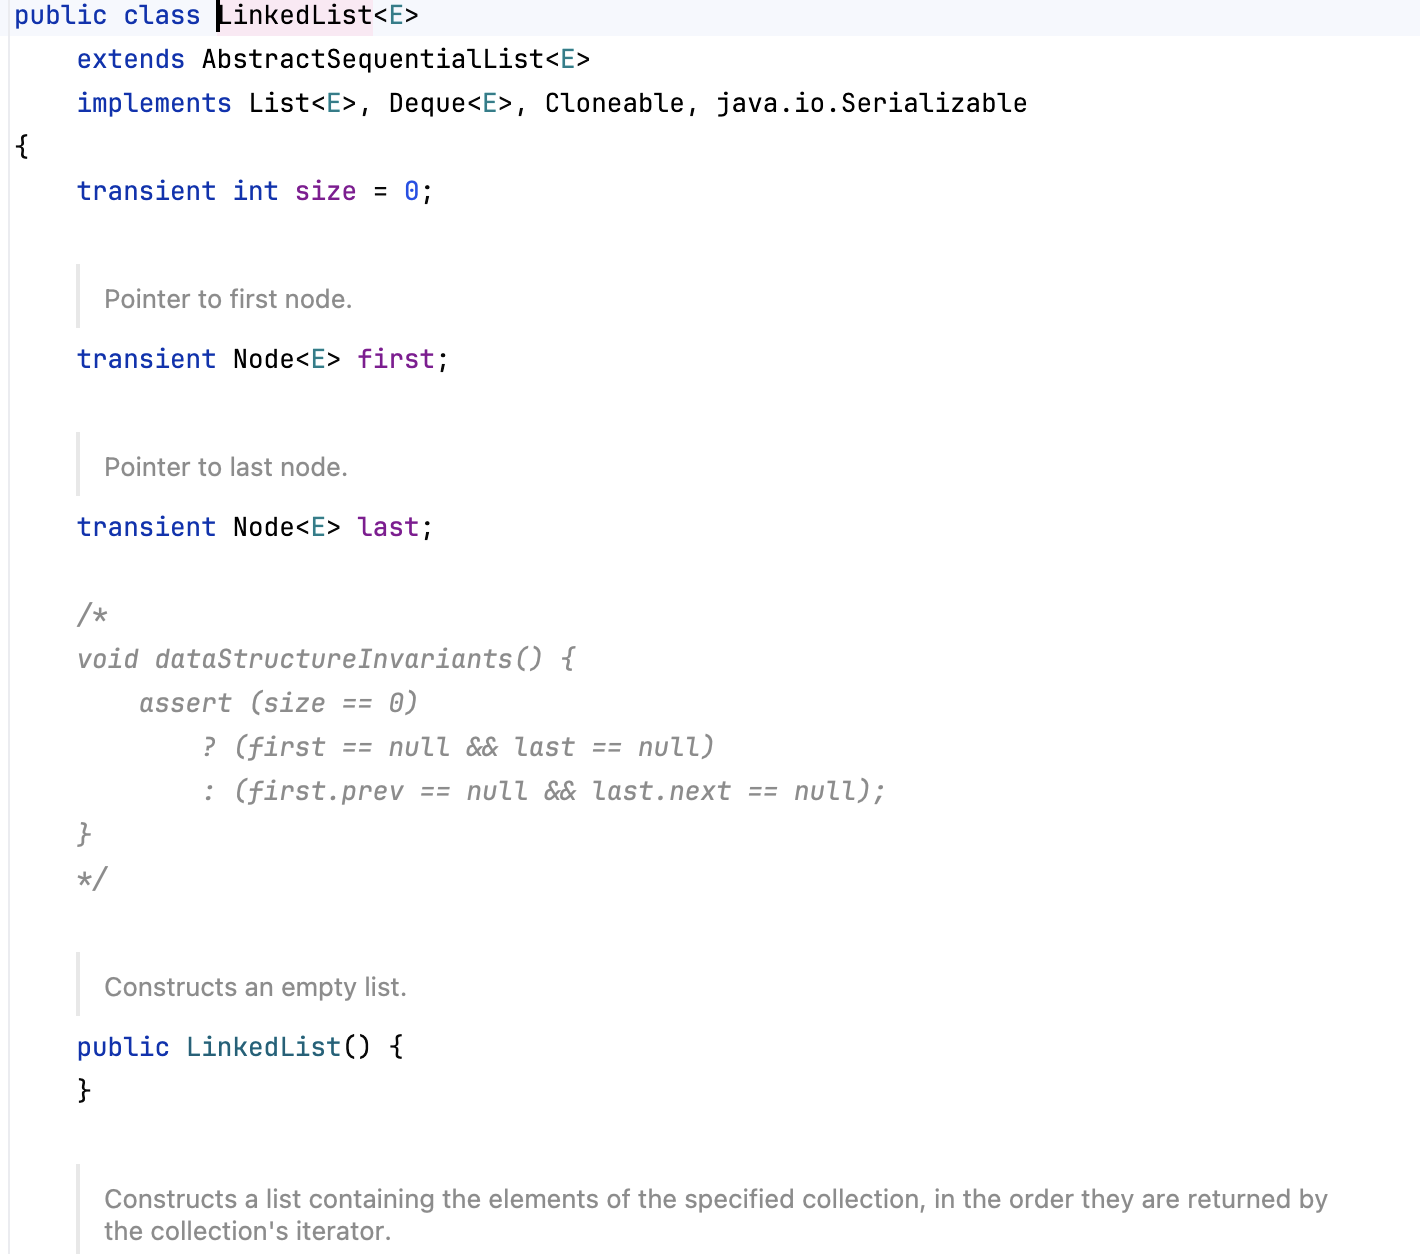 public class LinkedList<E>
    extends AbstractSequentialList<E>
    implements List<E>, Deque<E>, Cloneable, java.io.Serializable
{
    transient int size = 0;
    Pointer to first node.
    transient Node<E> first;
    Pointer to last node.
    transient Node<E> last;
    /*
    void dataStructureInvariants() {
        assert (size == 0)
            ? (first == null && last == null)
            : (first.prev == null && last.next == null);
    }
    */
    Constructs an empty list.
    public LinkedList() {
    }
    Constructs a list containing the elements of the specified collection, in the order they are returned by
    the collection's iterator.